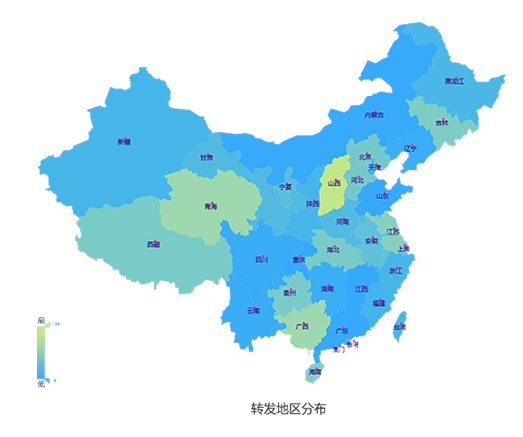 黑龙江
内蒙古
吉林
新疆
辽宁
甘肃
北京
天津
宁夏
山西
河北
青海
陕西
山东
河南
江苏
西藏
安徽
上海
湖北
四川
重庆
浙江
贵州
湖南
江西
云南
福建
高
广西
广东
台湾
香港
澳门
海南
低
转发地区分布